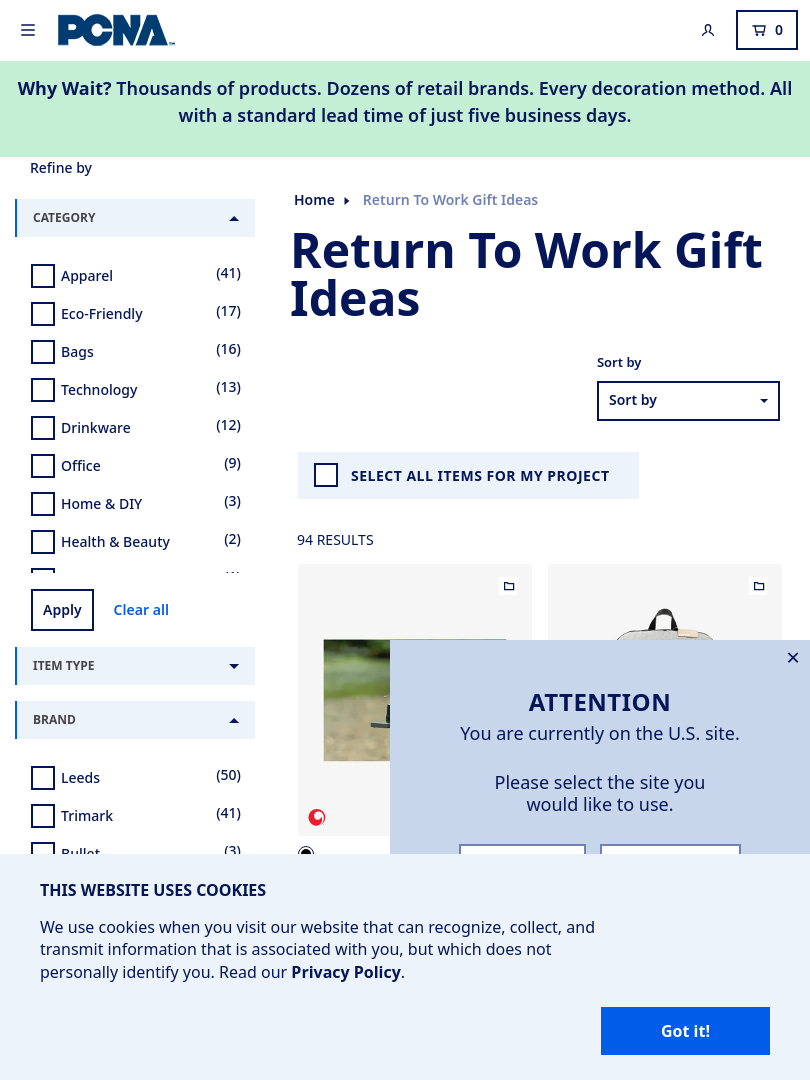 PCNA
0
Why Wait? Thousands of products. Dozens of retail brands. Every decoration method. All
with a standard lead time of just five business days.
Refine by
CATEGORY
Apparel (41)
Eco-Friendly (17)
Bags (16)
Technology (13)
Drinkware (12)
Office (9)
Home & DIY (3)
Health & Beauty (2)
Apply Clear all
ITEM TYPE
BRAND
Leeds (50)
Trimark (41)
Bullet (3)
Home Return To Work Gift Ideas
Return To Work Gift
Ideas
Sort by
Sort by
SELECT ALL ITEMS FOR MY PROJECT
94 RESULTS
ATTENTION
You are currently on the U.S. site.
Please select the site you
would like to use.
THIS WEBSITE USES COOKIES
We use cookies when you visit our website that can recognize, collect, and
transmit information that is associated with you, but which does not
personally identify you. Read our Privacy Policy.
Got it!